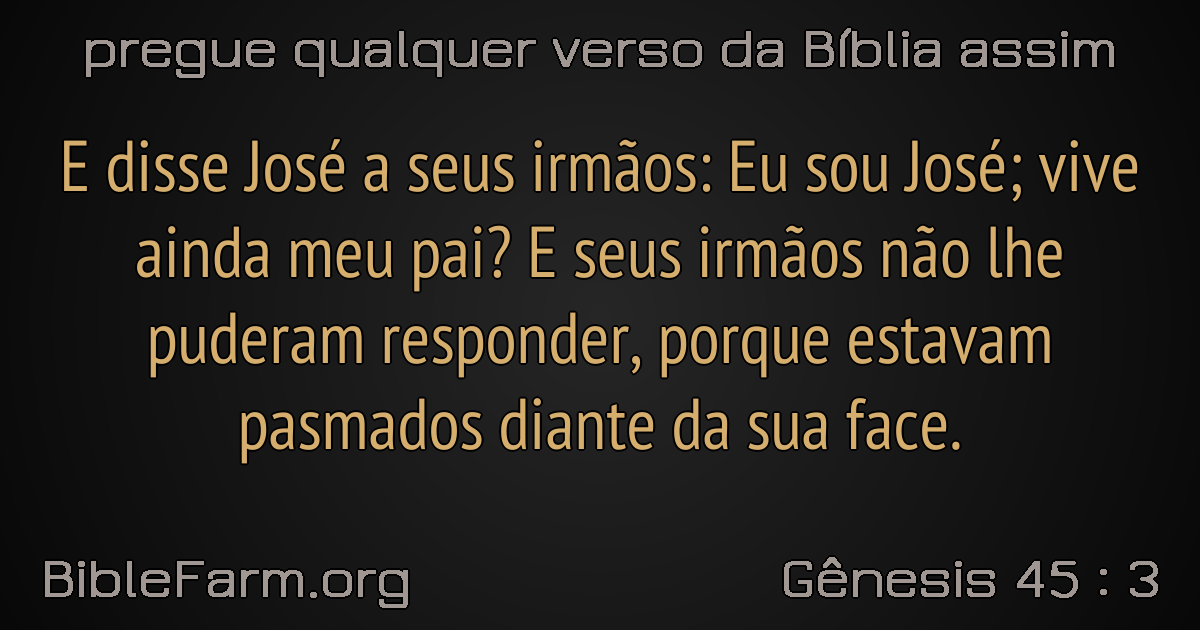 pregue qualquer verso da Bíblia assim
E disse José a seus irmãos: Eu sou José; vive
ainda meu pai? E seus irmãos não lhe
puderam responder, porque estavam
pasmados diante da sua face.
BibleFarm.org
Gênesis 45 : 3